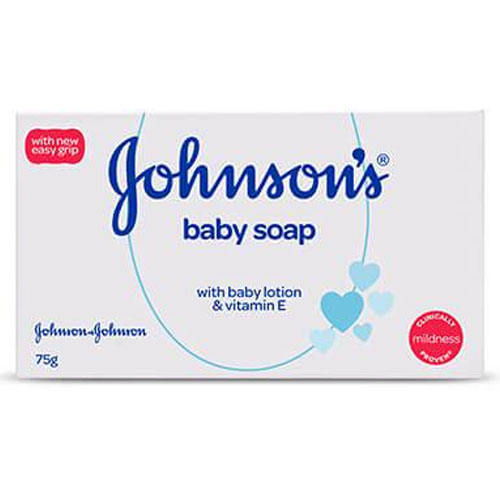 with new
easy grip
Johnson's®
baby soap
with baby lotion
& vitamin E
Johnson & Johnson
75g
CLINICALLY
mildness
PROVEN*